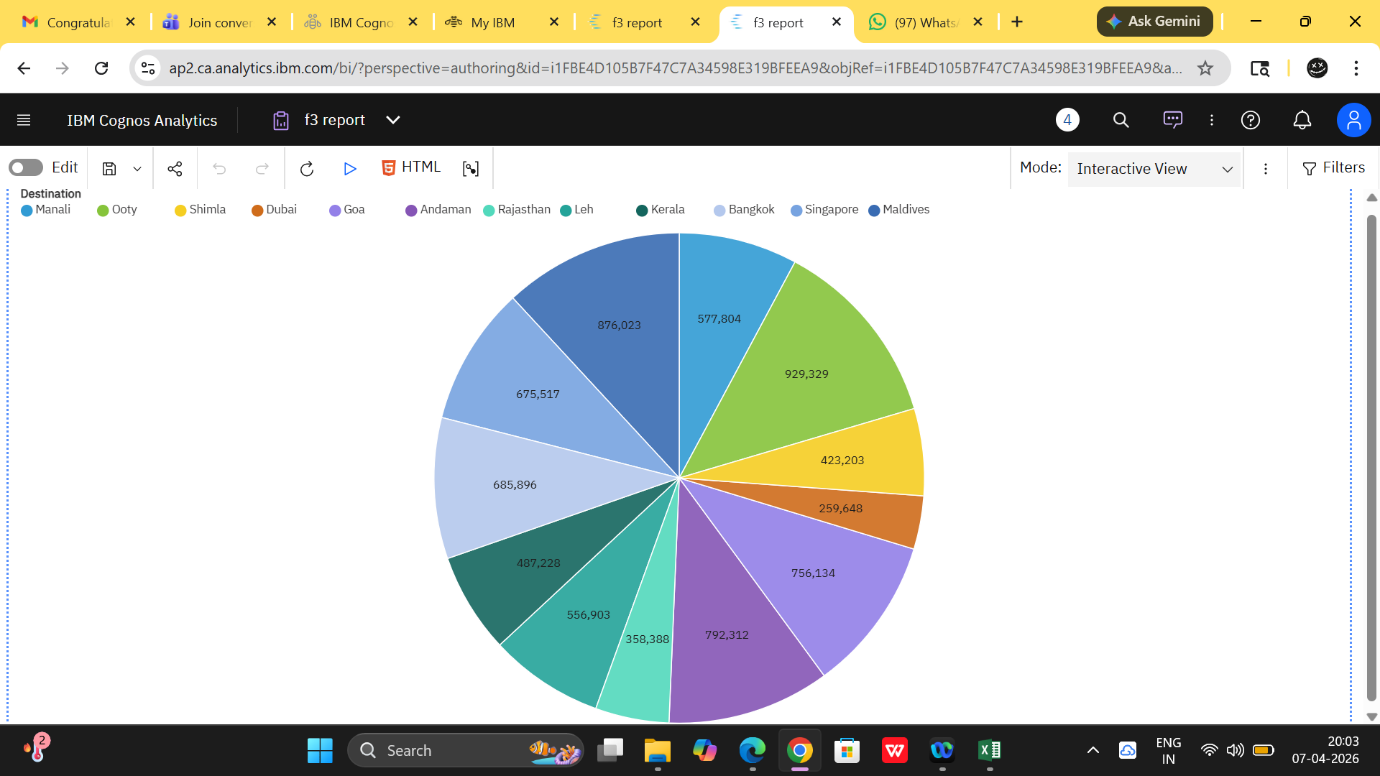 Congratula
Join conver
IBM Cogno
My IBM
f3 report
f3 report
(97) Whats
Ask Gemini
ap2.ca.analytics.ibm.com/bi/?perspective=authoring&id=i1FBE4D105B7F47C7A34598E319BFEEA9&objRef=i1FBE4D105B7F47C7A34598E319BFEEA9&a...
IBM Cognos Analytics
f3 report
4
Edit
HTML
Mode: Interactive View
Filters
Destination
Manali Ooty Shimla Dubai Goa Andaman Rajasthan Leh Kerala Bangkok Singapore Maldives
876,023
577,804
929,329
675,517
423,203
685,896
259,648
487,228
756,134
556,903
792,312
358,388
2
Search
ENG
IN
20:03
07-04-2026